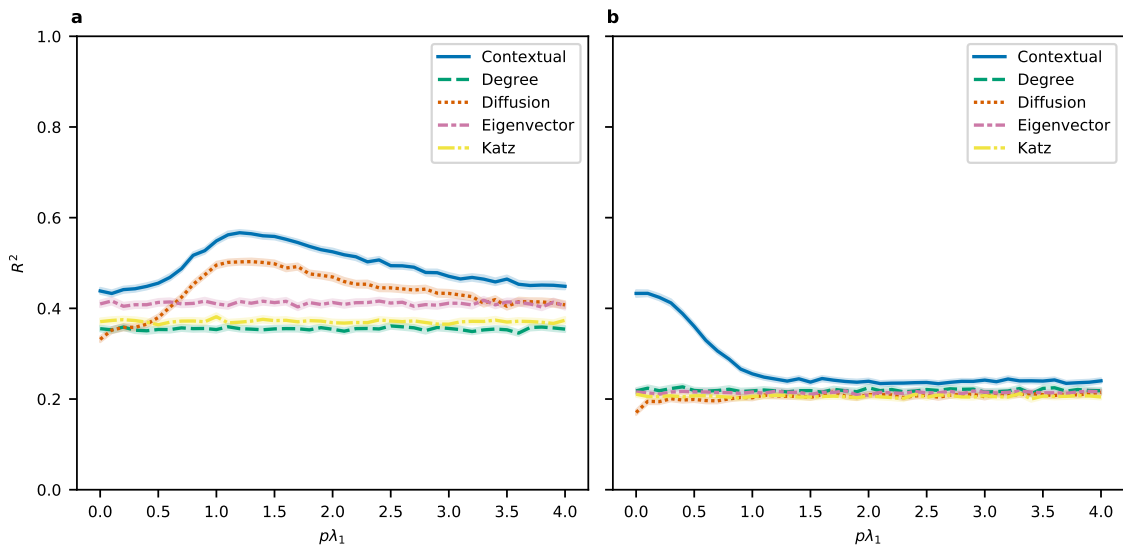 a
b
1.0
0.8
0.6
0.4
0.2
0.0
R²
Contextual
Degree
Diffusion
Eigenvector
Katz
Contextual
Degree
Diffusion
Eigenvector
Katz
0.0 0.5 1.0 1.5 2.0 2.5 3.0 3.5 4.0
0.0 0.5 1.0 1.5 2.0 2.5 3.0 3.5 4.0
pλ₁
pλ₁